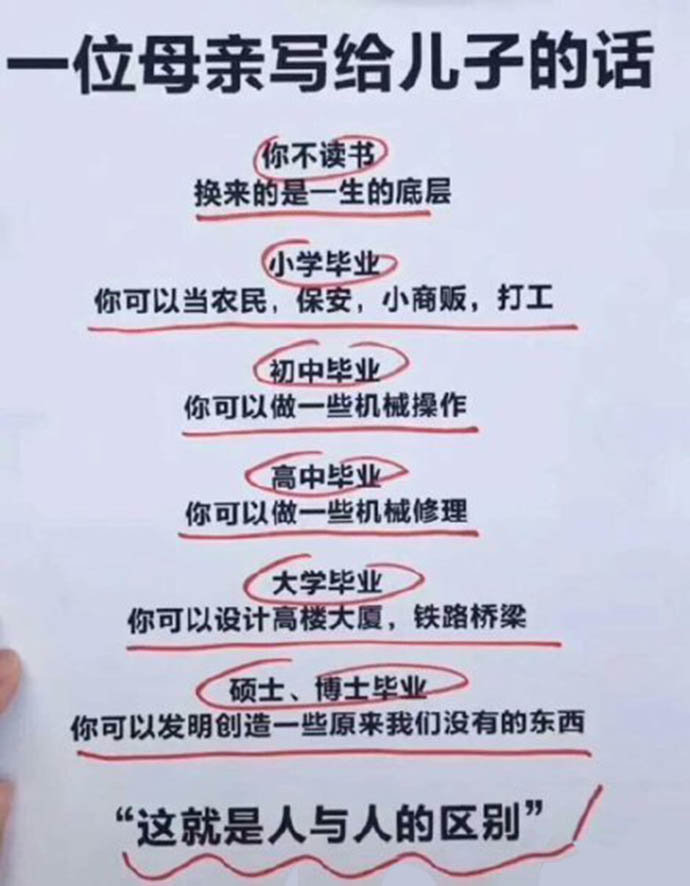 一位母亲写给儿子的话
你不读书
换来的是一生的底层
小学毕业
你可以当农民，保安，小商贩，打工
初中毕业
你可以做一些机械操作
高中毕业
你可以做一些机械修理
大学毕业
你可以设计高楼大厦，铁路桥梁
硕士、博士毕业
你可以发明创造一些原来我们没有的东西
“这就是人与人的区别”